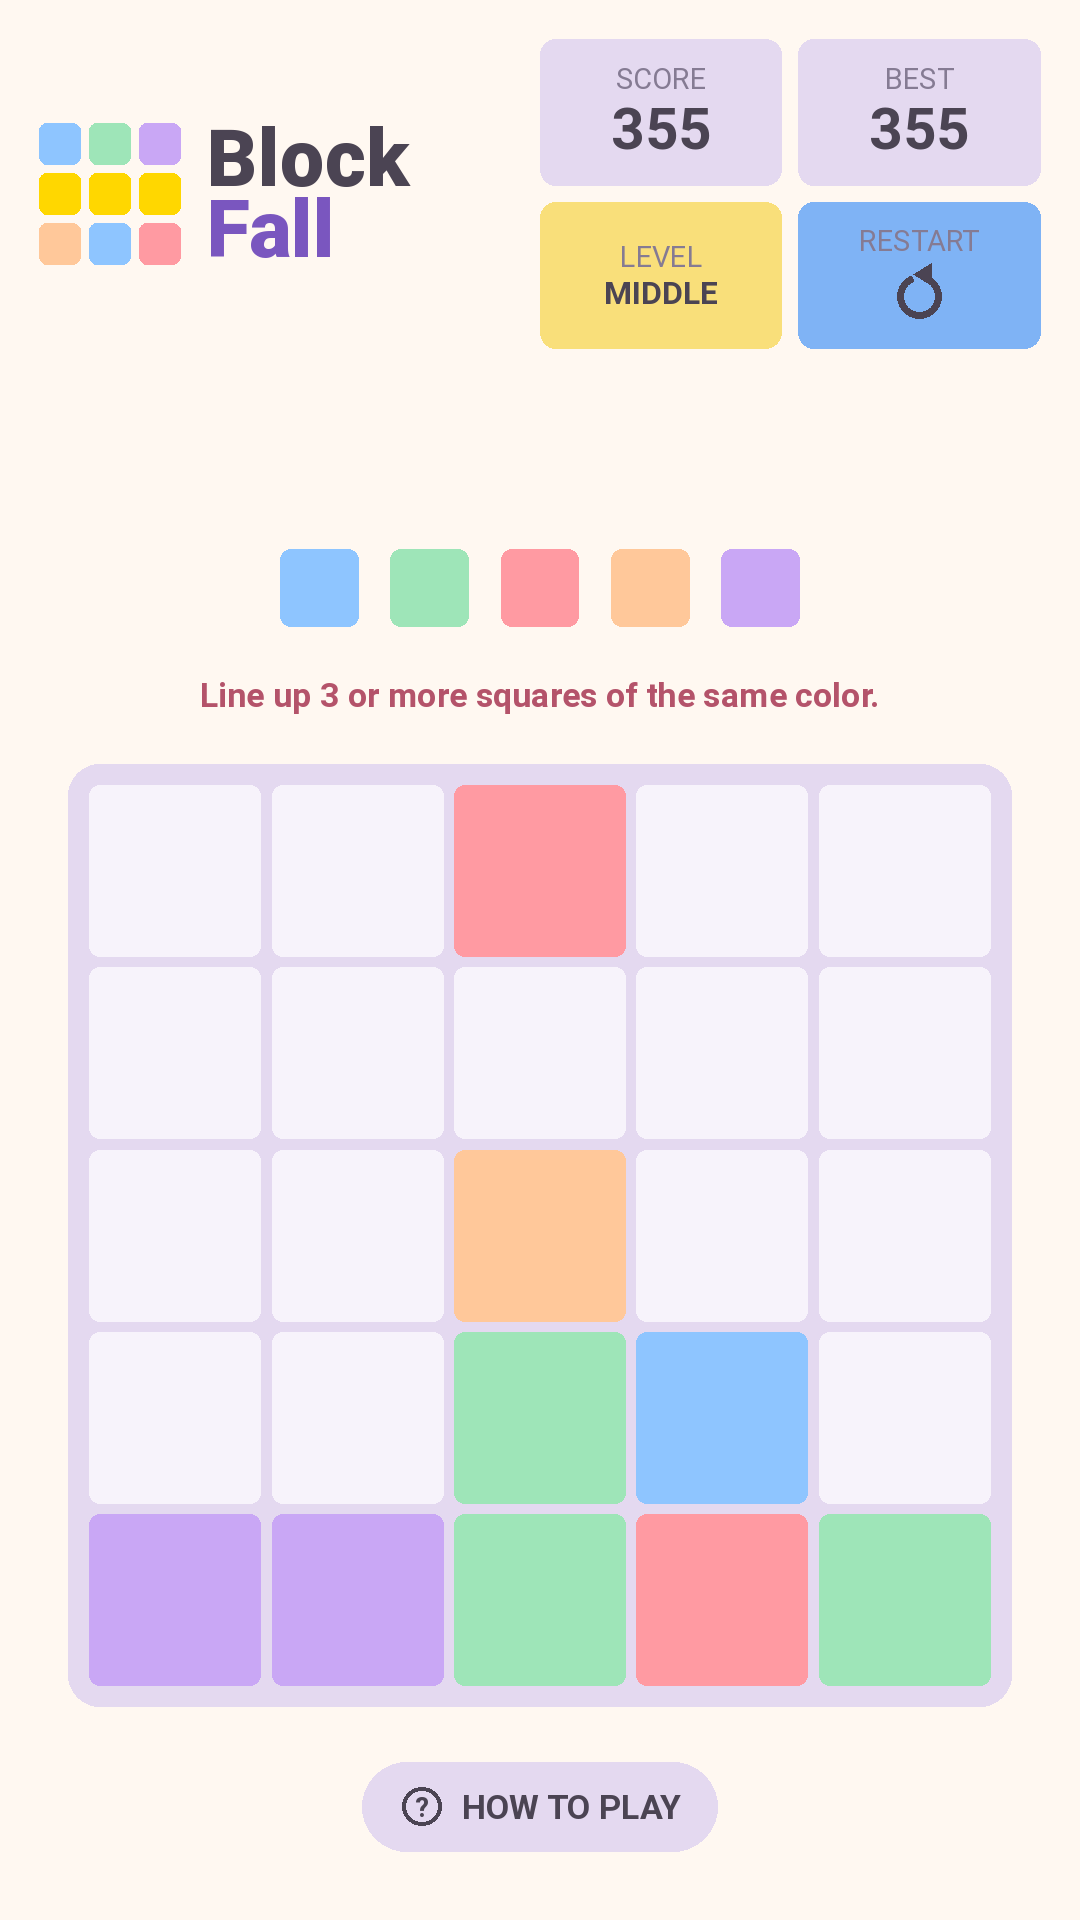 Block
Fall
SCORE
355
BEST
355
LEVEL
MIDDLE
RESTART
Line up 3 or more squares of the same color.
? HOW TO PLAY